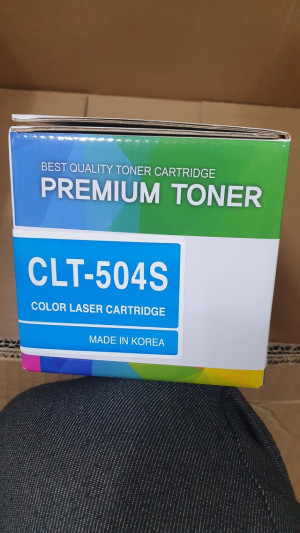 BEST QUALITY TONER CARTRIDGE
PREMIUM TONER
CLT-504S
COLOR LASER CARTRIDGE
MADE IN KOREA